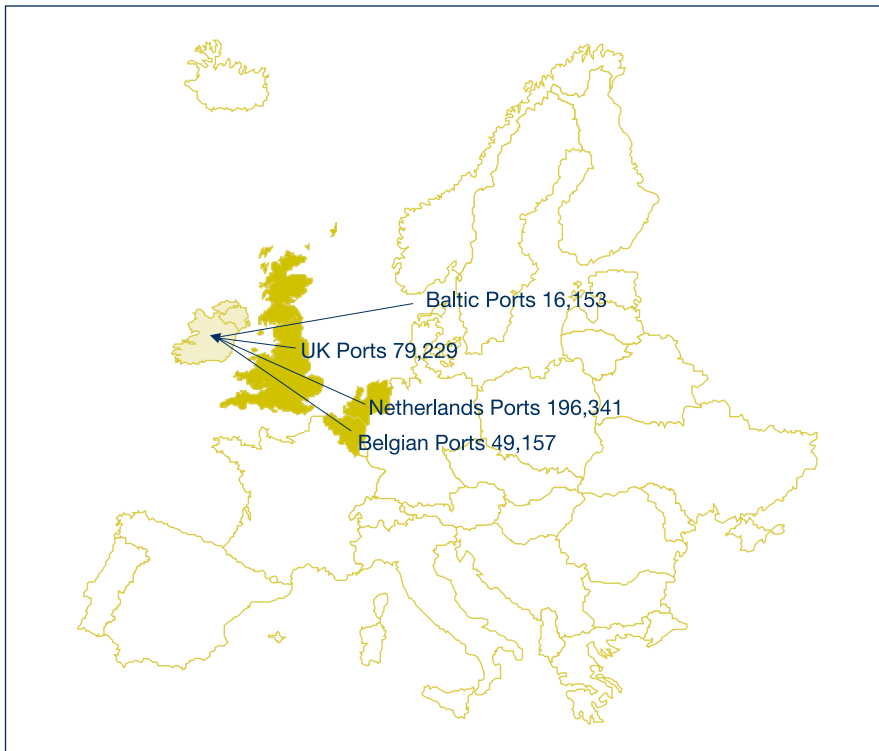 Baltic Ports 16,153
UK Ports 79,229
Netherlands Ports 196,341
Belgian Ports 49,157